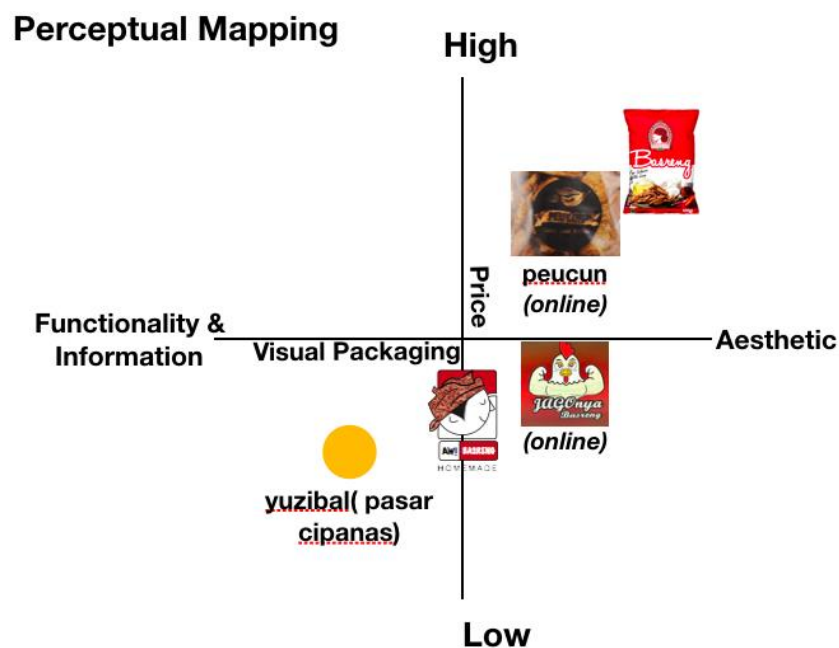 Perceptual Mapping
High
Basreng
peucun
(online)
Price
Functionality &
Information
Visual Packaging
Aesthetic
JAGOnya
Basreng
(online)
AW! BASRENG
HOMEMADE
yuzibal( pasar
cipanas)
Low